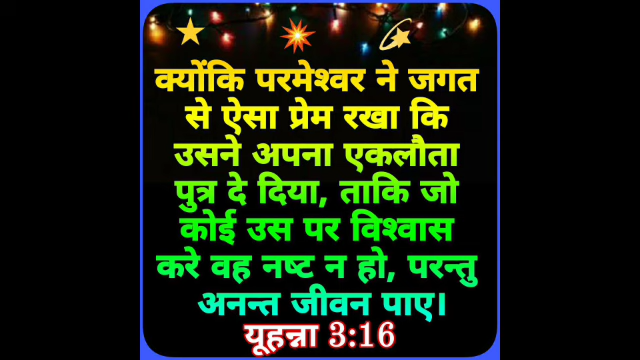 क्योंकि परमेश्वर ने जगत
से ऐसा प्रेम रखा कि
उसने अपना एकलौता
पुत्र दे दिया, ताकि जो
कोई उस पर विश्वास
करे वह नष्ट न हो, परन्तु
अनन्त जीवन पाए।
यूहन्ना 3:16